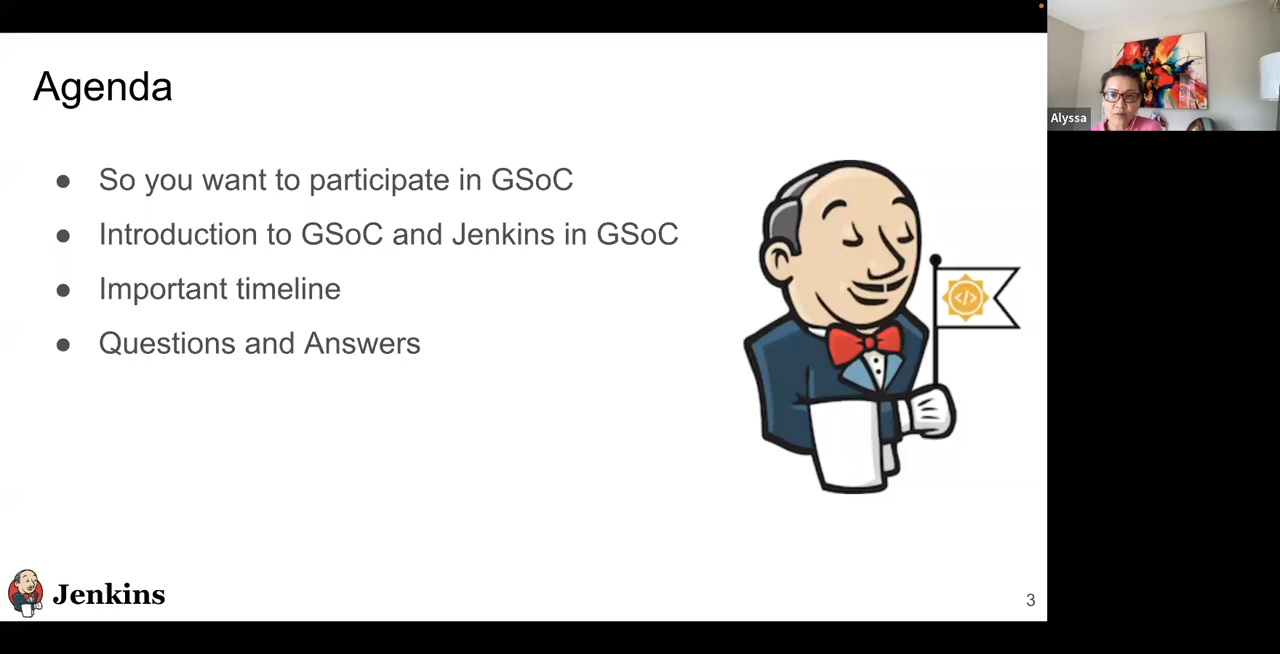 Agenda
● So you want to participate in GSoC
● Introduction to GSoC and Jenkins in GSoC
● Important timeline
● Questions and Answers
</>
Jenkins
3
Alyssa